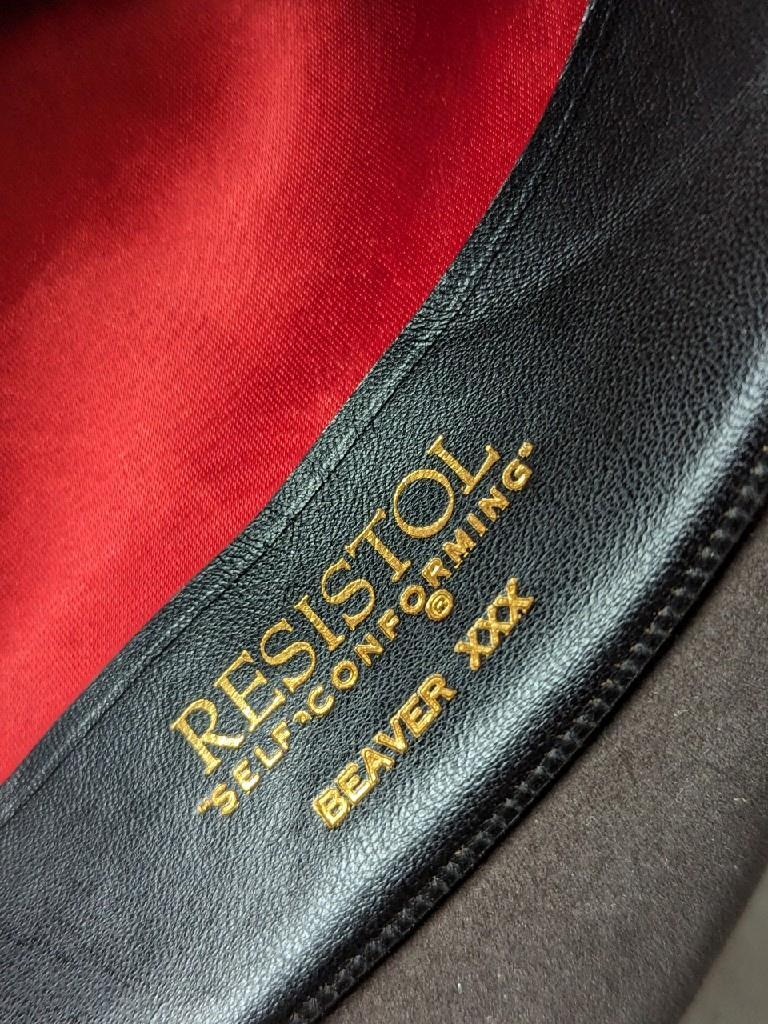 RESISTOL
"SELF-CONFORMING"
©
BEAVER XXX